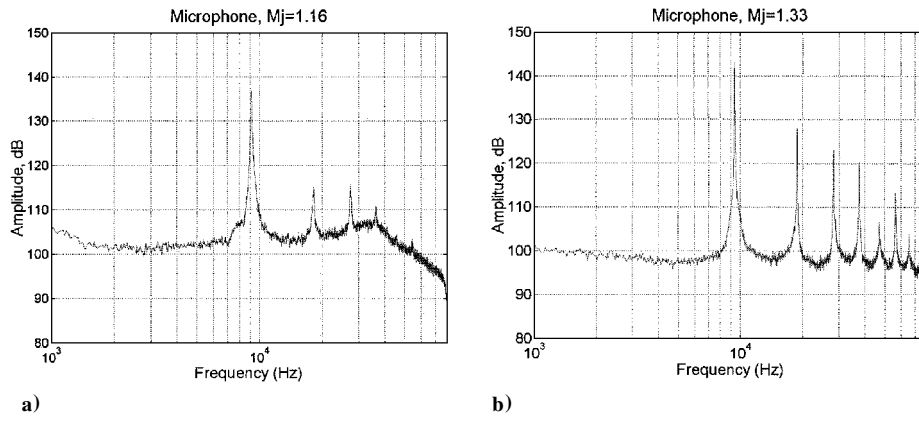 Microphone, Mj=1.16
150
140
130
120
110
100
90
80
Amplitude, dB
10³
10⁴
Frequency (Hz)
a)
Microphone, Mj=1.33
150
140
130
120
110
100
90
80
Amplitude, dB
10³
10⁴
Frequency (Hz)
b)